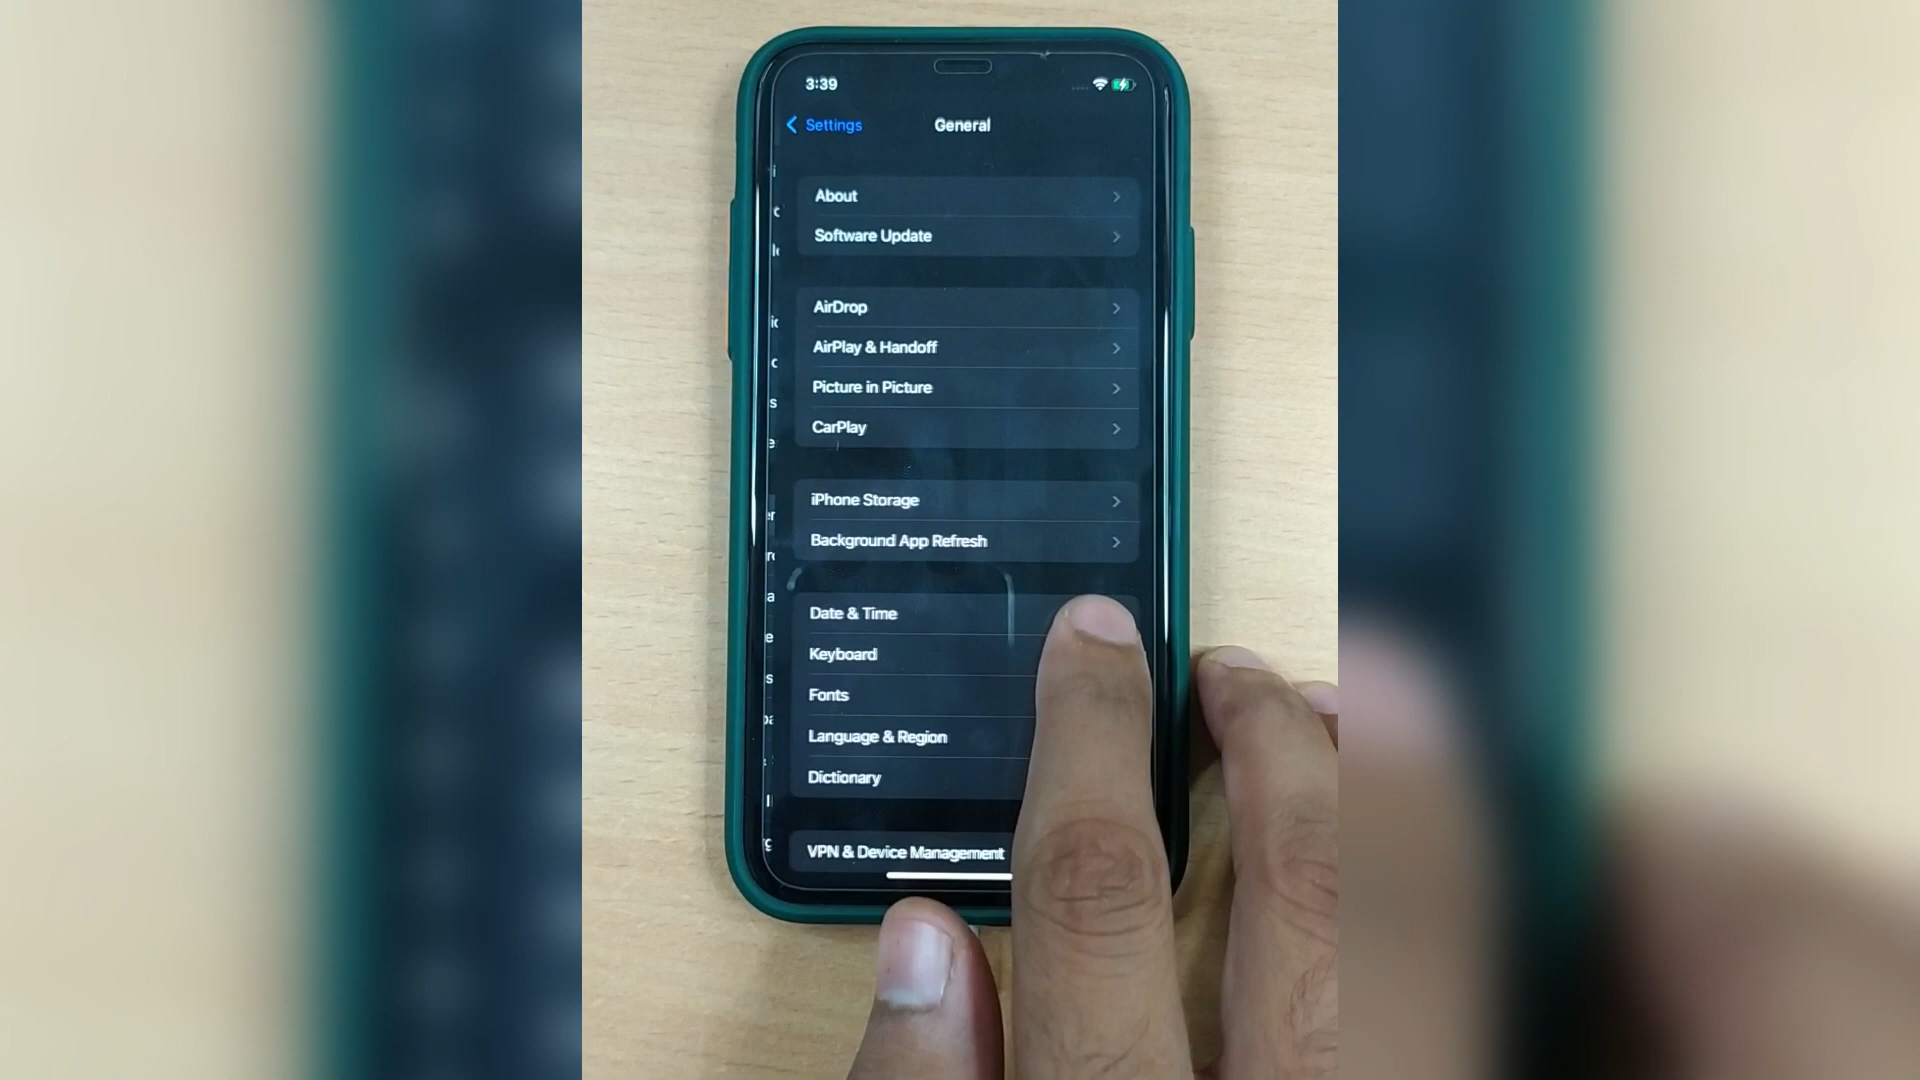 3:39
Settings
General
About
Software Update
AirDrop
AirPlay & Handoff
Picture in Picture
CarPlay
iPhone Storage
Background App Refresh
Date & Time
Keyboard
Fonts
Language & Region
Dictionary
VPN & Device Management